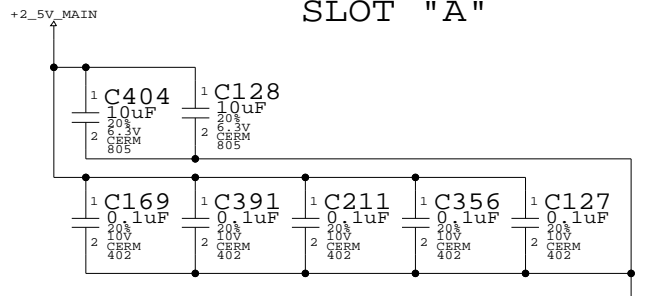 SLOT "A"
+2_5V_MAIN
1 C404
10uF
20%
6.3V
2 CERM
805
1 C128
10uF
20%
6.3V
2 CERM
805
1 C169
0.1uF
20%
10V
2 CERM
402
1 C391
0.1uF
20%
10V
2 CERM
402
1 C211
0.1uF
20%
10V
2 CERM
402
1 C356
0.1uF
20%
10V
2 CERM
402
1 C127
0.1uF
20%
10V
2 CERM
402